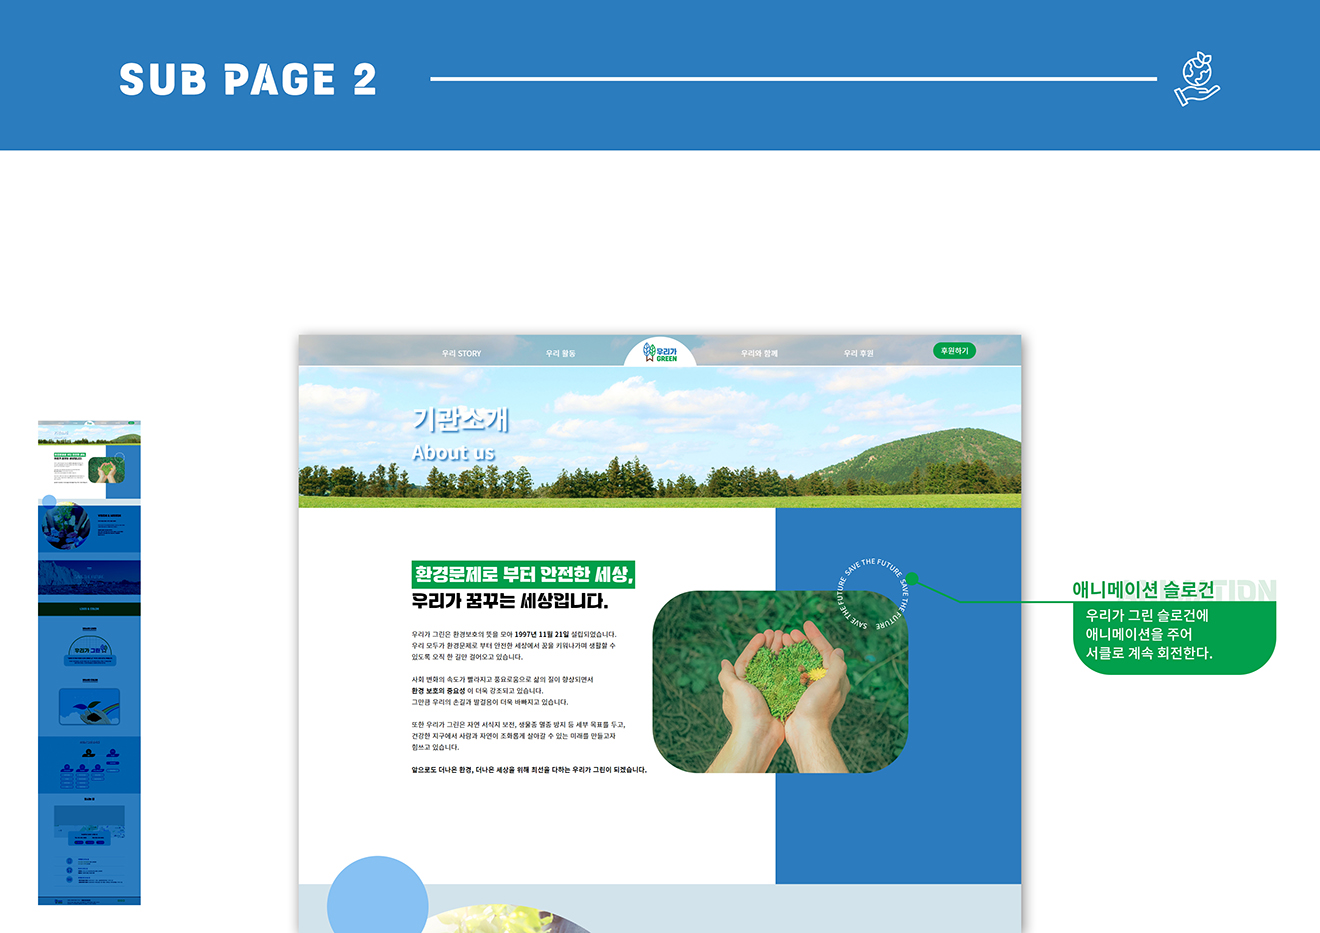 SUB PAGE 2
우리 STORY
우리 활동
우리가
GREEN
우리와 함께
우리 후원
후원하기
기관소개
About us
환경문제로 부터 안전한 세상,
우리가 꿈꾸는 세상입니다.
우리가 그린은 환경보호의 뜻을 모아 1997년 11월 21일 설립되었습니다.
우리 모두가 환경문제로 부터 안전한 세상에서 꿈을 키워나가며 생활할 수
있도록 오직 한 길만 걸어오고 있습니다.
사회 변화의 속도가 빨라지고 풍요로움으로 삶의 질이 향상되면서
환경 보호의 중요성 이 더욱 강조되고 있습니다.
그만큼 우리의 손길과 발걸음이 더욱 바빠지고 있습니다.
또한 우리가 그린은 자연 서식지 보전, 생물종 멸종 방지 등 세부 목표를 두고,
건강한 지구에서 사람과 자연이 조화롭게 살아갈 수 있는 미래를 만들고자
힘쓰고 있습니다.
앞으로도 더나은 환경, 더나은 세상을 위해 최선을 다하는 우리가 그린이 되겠습니다.
SAVE THE FUTURE SAVE THE FUTURE SAVE THE FUTURE
애니메이션 슬로건
우리가 그린 슬로건에
애니메이션을 주어
서클로 계속 회전한다.